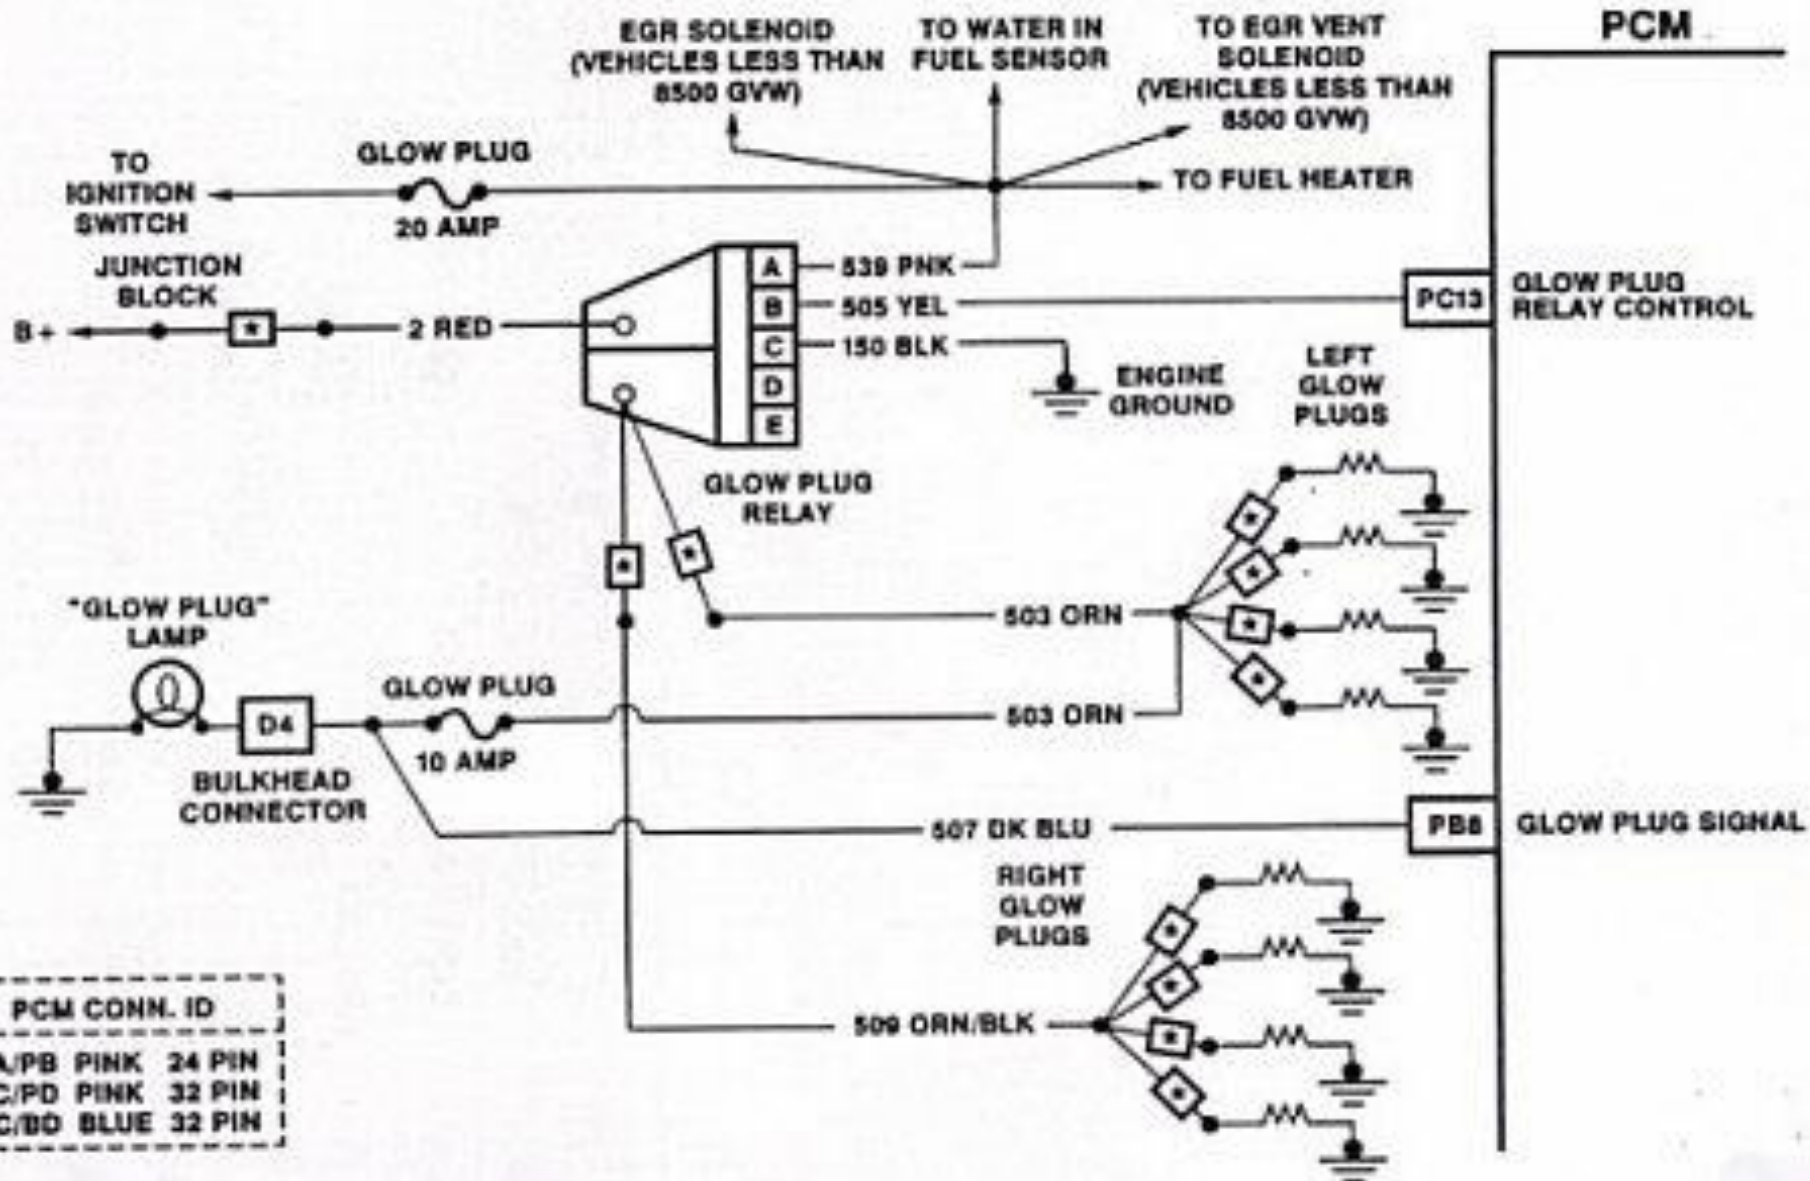 EGR SOLENOID
(VEHICLES LESS THAN
8500 GVW)
TO WATER IN
FUEL SENSOR
TO EGR VENT
SOLENOID
(VEHICLES LESS THAN
8500 GVW)
PCM
TO
IGNITION
SWITCH
GLOW PLUG
20 AMP
TO FUEL HEATER
JUNCTION
BLOCK
B+
*
2 RED
A
B
C
D
E
539 PNK
505 YEL
150 BLK
PC13
GLOW PLUG
RELAY CONTROL
ENGINE
GROUND
LEFT
GLOW
PLUGS
GLOW PLUG
RELAY
*
*
*
*
*
*
503 ORN
"GLOW PLUG"
LAMP
D4
BULKHEAD
CONNECTOR
GLOW PLUG
10 AMP
503 ORN
507 DK BLU
GLOW PLUG SIGNAL
RIGHT
GLOW
PLUGS
*
*
*
*
509 ORN/BLK
PCM CONN. ID
A/PB PINK 24 PIN
C/PD PINK 32 PIN
C/BD BLUE 32 PIN